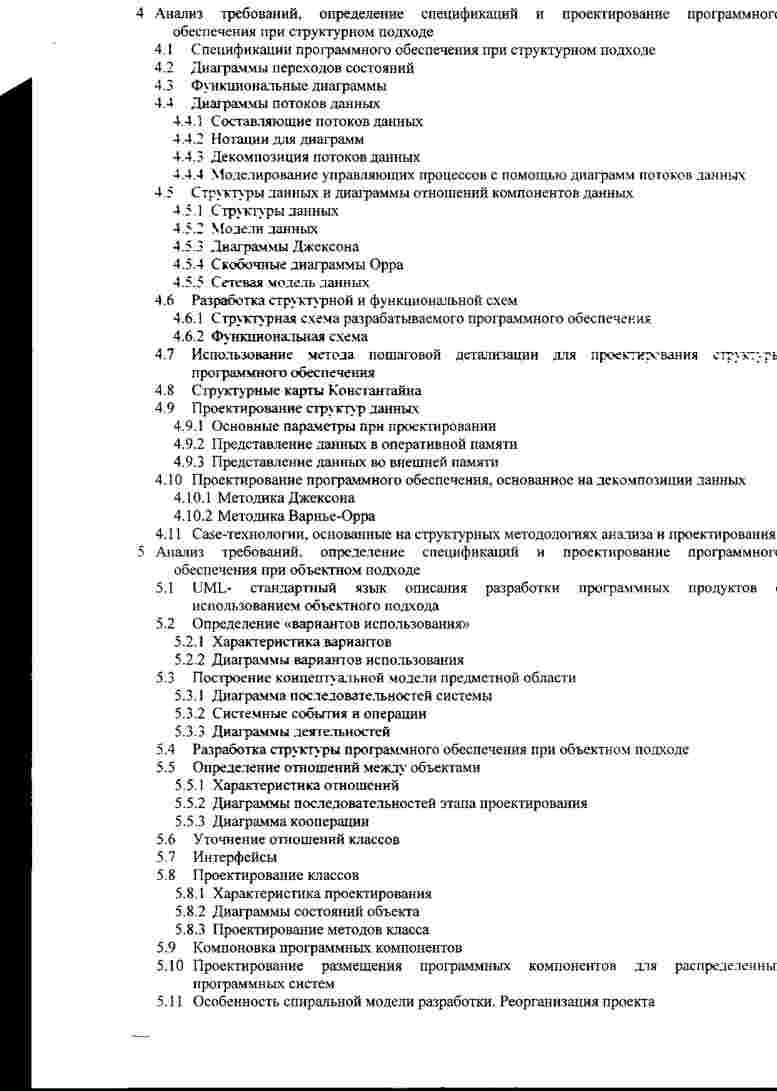 4 Анализ требований, определение спецификаций и проектирование программног
обеспечения при структурном подходе
4.1 Спецификации программного обеспечения при структурном подходе
4.2 Диаграммы переходов состояний
4.3 Функциональные диаграммы
4.4 Диаграммы потоков данных
4.4.1 Составляющие потоков данных
4.4.2 Нотации для диаграмм
4.4.3 Декомпозиция потоков данных
4.4.4 Моделирование управляющих процессов с помощью диаграмм потоков данных
4.5 Структуры данных и диаграммы отношений компонентов данных
4.5.1 Структуры данных
4.5.2 Модели данных
4.5.3 Диаграммы Джексона
4.5.4 Скобочные диаграммы Орра
4.5.5 Сетевая модель данных
4.6 Разработка структурной и функциональной схем
4.6.1 Структурная схема разрабатываемого программного обеспечения
4.6.2 Функциональная схема
4.7 Использование метода пошаговой детализации для проектирования структуры
программного обеспечения
4.8 Структурные карты Константайна
4.9 Проектирование структур данных
4.9.1 Основные параметры при проектировании
4.9.2 Представление данных в оперативной памяти
4.9.3 Представление данных во внешней памяти
4.10 Проектирование программного обеспечения, основанное на декомпозиции данных
4.10.1 Методика Джексона
4.10.2 Методика Варнье-Орра
4.11 Case-технологии, основанные на структурных методологиях анализа и проектирования
5 Анализ требований, определение спецификаций и проектирование программног
обеспечения при объектном подходе
5.1 UML- стандартный язык описания разработки программных продуктов с
использованием объектного подхода
5.2 Определение «вариантов использования»
5.2.1 Характеристика вариантов
5.2.2 Диаграммы вариантов использования
5.3 Построение концептуальной модели предметной области
5.3.1 Диаграмма последовательностей системы
5.3.2 Системные события и операции
5.3.3 Диаграммы деятельностей
5.4 Разработка структуры программного обеспечения при объектном подходе
5.5 Определение отношений между объектами
5.5.1 Характеристика отношений
5.5.2 Диаграммы последовательностей этапа проектирования
5.5.3 Диаграмма кооперации
5.6 Уточнение отношений классов
5.7 Интерфейсы
5.8 Проектирование классов
5.8.1 Характеристика проектирования
5.8.2 Диаграммы состояний объекта
5.8.3 Проектирование методов класса
5.9 Компоновка программных компонентов
5.10 Проектирование размещения программных компонентов для распределенны
программных систем
5.11 Особенность спиральной модели разработки. Реорганизация проекта